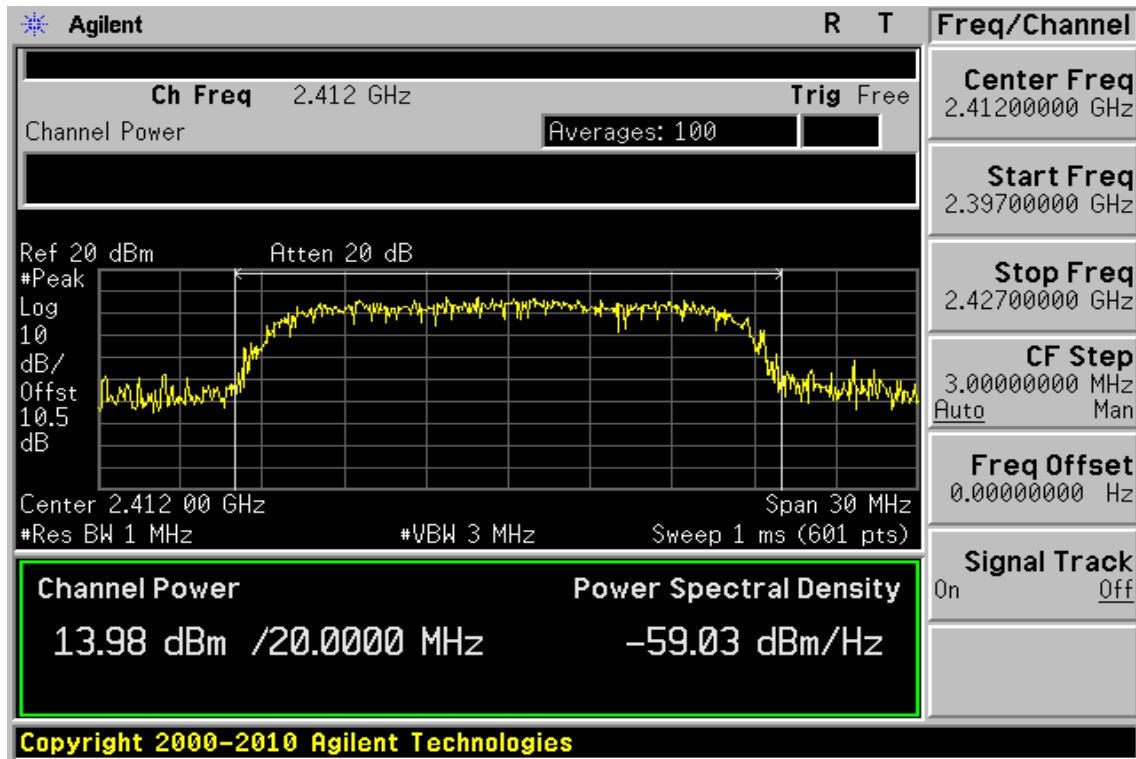 Agilent R T
Ch Freq 2.412 GHz Trig Free
Channel Power Averages: 100
Ref 20 dBm Atten 20 dB
#Peak
Log
10
dB/
Offst
10.5
dB
Center 2.412 00 GHz Span 30 MHz
#Res BW 1 MHz #VBW 3 MHz Sweep 1 ms (601 pts)
Channel Power Power Spectral Density
13.98 dBm /20.0000 MHz -59.03 dBm/Hz
Copyright 2000-2010 Agilent Technologies
Freq/Channel
Center Freq
2.41200000 GHz
Start Freq
2.39700000 GHz
Stop Freq
2.42700000 GHz
CF Step
3.00000000 MHz
Auto Man
Freq Offset
0.00000000 Hz
Signal Track
On Off